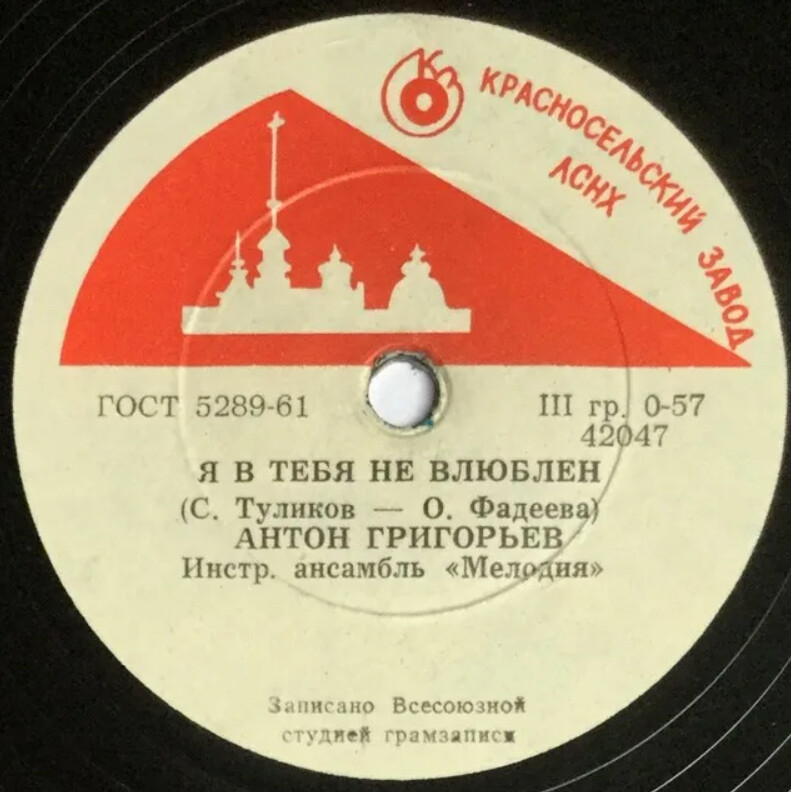 КРАСНОСЕЛЬСКИЙ ЗАВОД
ЛСНХ
ГОСТ 5289-61
III гр. 0-57
42047
Я В ТЕБЯ НЕ ВЛЮБЛЕН
(С. Туликов — О. Фадеева)
АНТОН ГРИГОРЬЕВ
Инстр. ансамбль «Мелодия»
Записано Всесоюзной
студией грамзаписи